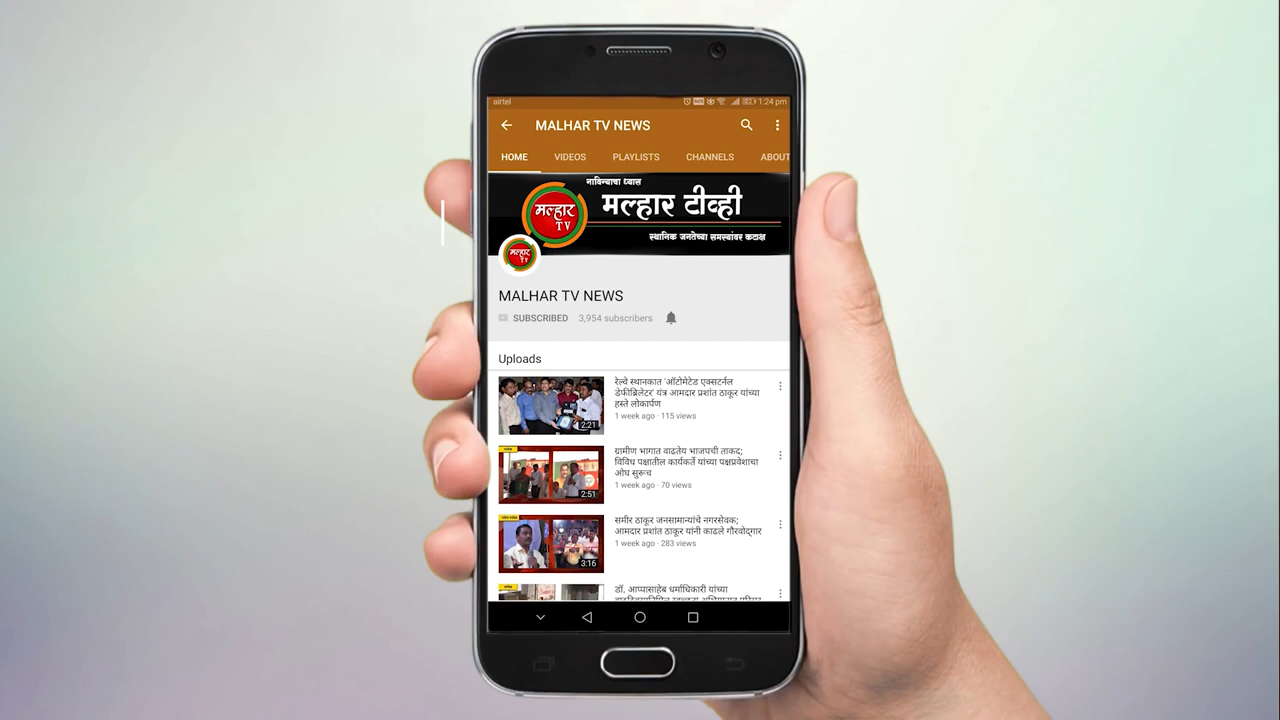 airtel
1:24 pm
MALHAR TV NEWS
HOME VIDEOS PLAYLISTS CHANNELS ABOUT
नाविन्याचा ध्यास
मल्हार टीव्ही
मल्हार
TV
स्थानिक जनतेच्या समस्यांवर कटाक्ष
मल्हार
TV
MALHAR TV NEWS
SUBSCRIBED 3,954 subscribers
Uploads
रेल्वे स्थानकात 'ऑटोमेटेड एक्सटर्नल
डेफीब्रिलेटर' यंत्र आमदार प्रशांत ठाकूर यांच्या
हस्ते लोकार्पण
1 week ago · 115 views
2:21
ग्रामीण भागात वाढतेय भाजपची ताकद;
विविध पक्षातील कार्यकर्ते यांच्या पक्षप्रवेशाचा
ओघ सुरूच
1 week ago · 70 views
2:51
समीर ठाकूर जनसामान्यांचे नगरसेवक;
आमदार प्रशांत ठाकूर यांनी काढले गौरवोद्गार
1 week ago · 283 views
3:16
डॉ. आप्पासाहेब धर्माधिकारी यांच्या